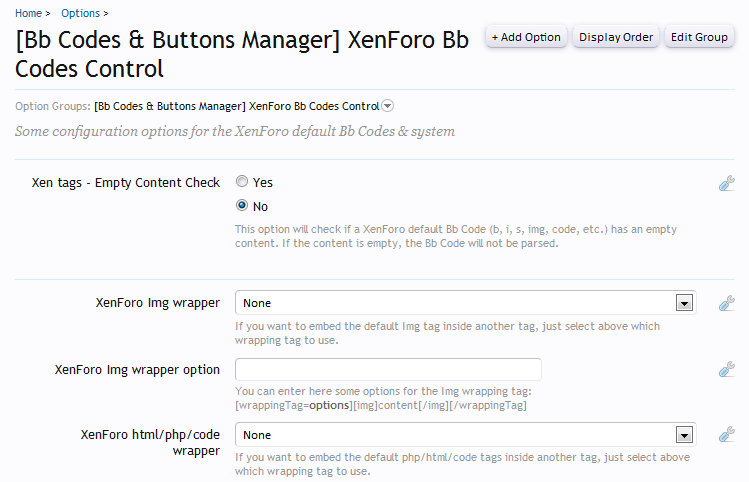 Home > Options >
[Bb Codes & Buttons Manager] XenForo Bb
Codes Control
+ Add Option Display Order Edit Group
Option Groups: [Bb Codes & Buttons Manager] XenForo Bb Codes Control
Some configuration options for the XenForo default Bb Codes & system
Xen tags - Empty Content Check
Yes
No
This option will check if a XenForo default Bb Code (b, i, s, img, code, etc.) has an empty
content. If the content is empty, the Bb Code will not be parsed.
XenForo Img wrapper
None
If you want to embed the default Img tag inside another tag, just select above which
wrapping tag to use.
XenForo Img wrapper option
You can enter here some options for the Img wrapping tag:
[wrappingTag=options][img]content[/img][/wrappingTag]
XenForo html/php/code
wrapper
None
If you want to embed the default php/html/code tags inside another tag, just select above
which wrapping tag to use.